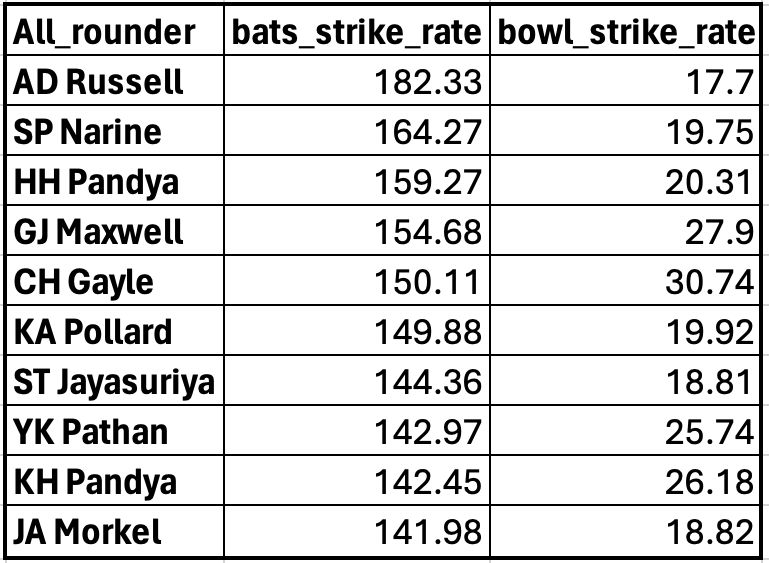 All_rounder bats_strike_rate bowl_strike_rate
AD Russell 182.33 17.7
SP Narine 164.27 19.75
HH Pandya 159.27 20.31
GJ Maxwell 154.68 27.9
CH Gayle 150.11 30.74
KA Pollard 149.88 19.92
ST Jayasuriya 144.36 18.81
YK Pathan 142.97 25.74
KH Pandya 142.45 26.18
JA Morkel 141.98 18.82